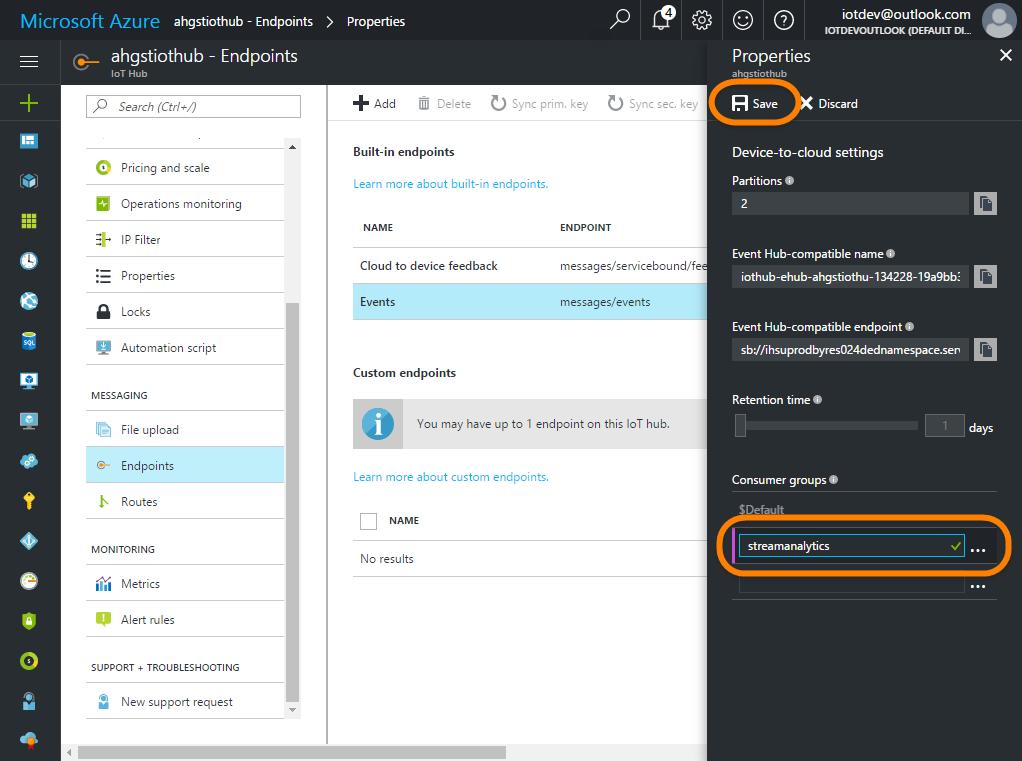 Microsoft Azure ahgstiothub - Endpoints > Properties
4
iotdev@outlook.com
IOTDEVOUTLOOK (DEFAULT DI...
ahgstiothub - Endpoints
IoT Hub
Search (Ctrl+/)
Pricing and scale
Operations monitoring
IP Filter
Properties
Locks
Automation script
MESSAGING
File upload
Endpoints
Routes
MONITORING
Metrics
Alert rules
SUPPORT + TROUBLESHOOTING
New support request
Add Delete Sync prim. key Sync sec. key
Built-in endpoints
Learn more about built-in endpoints.
NAME ENDPOINT
Cloud to device feedback messages/servicebound/fee
Events messages/events
Custom endpoints
You may have up to 1 endpoint on this IoT hub.
Learn more about custom endpoints.
NAME
No results
Properties
ahgstiothub
Save Discard
Device-to-cloud settings
Partitions
2
Event Hub-compatible name
iothub-ehub-ahgstiothu-134228-19a9bb3
Event Hub-compatible endpoint
sb://ihsuprodbyres024dednamespace.serv
Retention time
1 days
Consumer groups
$Default
streamanalytics ...
...
SQL